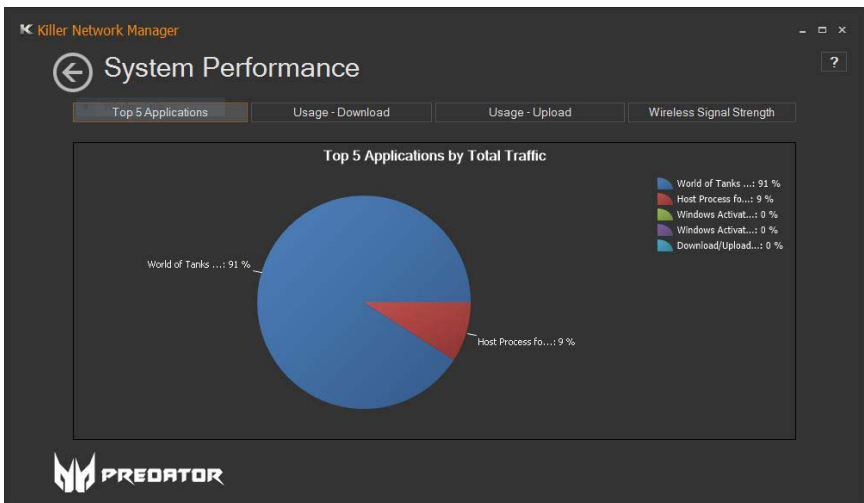 Killer Network Manager
System Performance
?
Top 5 Applications
Usage - Download
Usage - Upload
Wireless Signal Strength
Top 5 Applications by Total Traffic
World of Tanks ...: 91 %
Host Process fo...: 9 %
Windows Activat...: 0 %
Windows Activat...: 0 %
Download/Upload...: 0 %
World of Tanks ...: 91 %
Host Process fo...: 9 %
PREDATOR